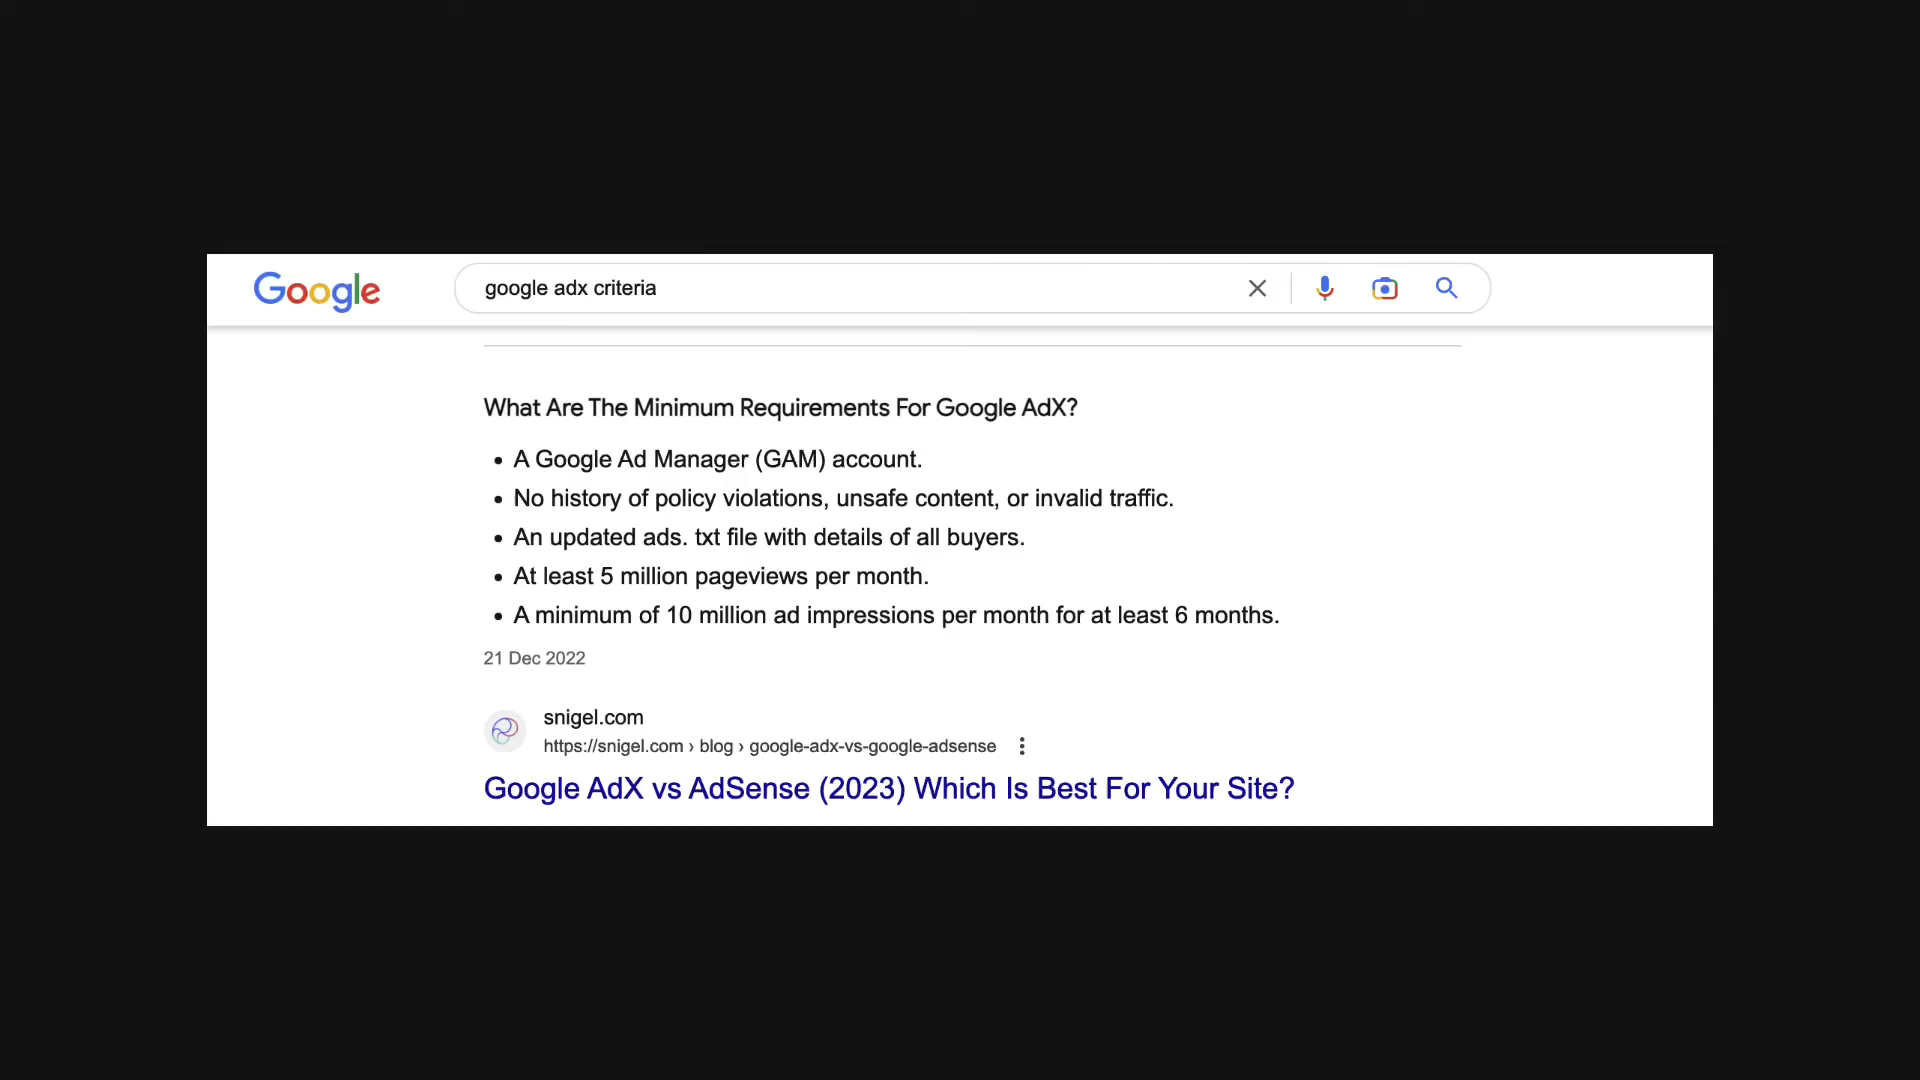 Google
google adx criteria
What Are The Minimum Requirements For Google AdX?
• A Google Ad Manager (GAM) account.
• No history of policy violations, unsafe content, or invalid traffic.
• An updated ads. txt file with details of all buyers.
• At least 5 million pageviews per month.
• A minimum of 10 million ad impressions per month for at least 6 months.
21 Dec 2022
snigel.com
https://snigel.com › blog › google-adx-vs-google-adsense
Google AdX vs AdSense (2023) Which Is Best For Your Site?